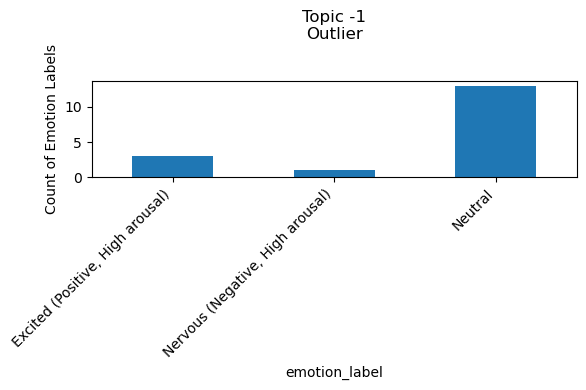 Topic -1
Outlier
Count of Emotion Labels
10
5
0
Excited (Positive, High arousal)
Nervous (Negative, High arousal)
Neutral
emotion_label